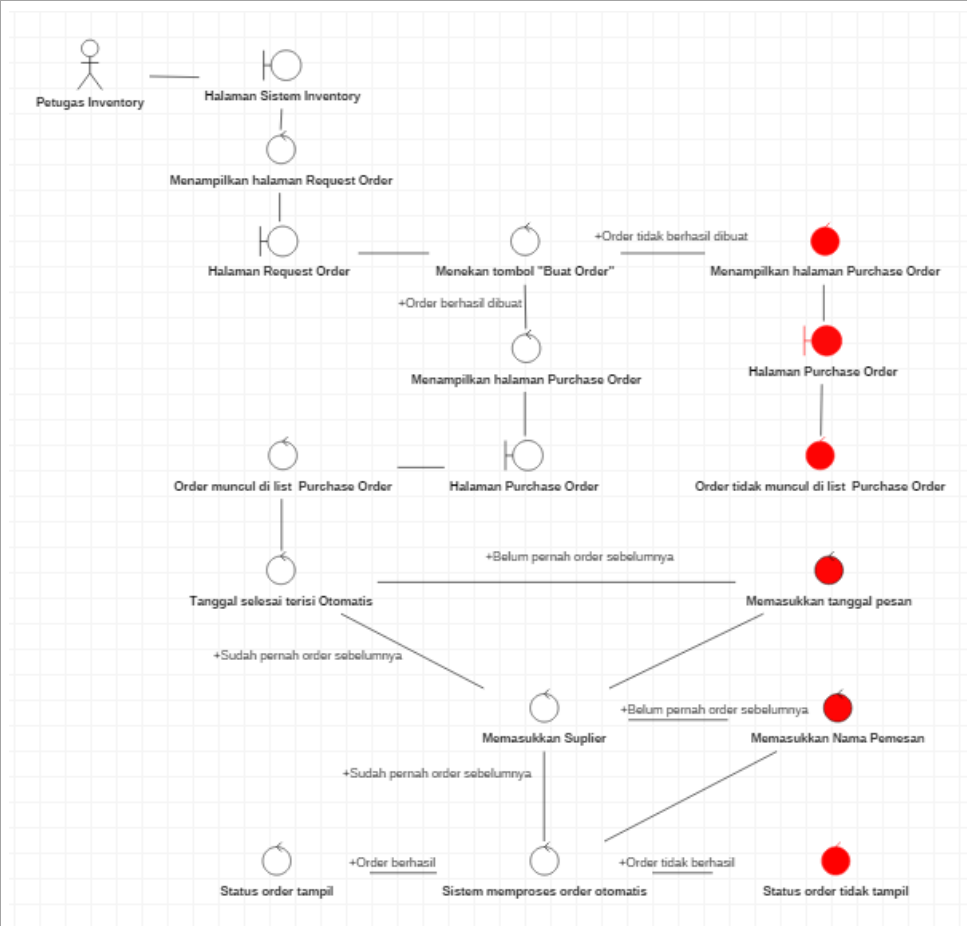 Petugas Inventory
Halaman Sistem Inventory
Menampilkan halaman Request Order
+Order tidak berhasil dibuat
Halaman Request Order
Menekan tombol "Buat Order"
Menampilkan halaman Purchase Order
+Order berhasil dibuat
Menampilkan halaman Purchase Order
Halaman Purchase Order
Order muncul di list Purchase Order
Halaman Purchase Order
Order tidak muncul di list Purchase Order
+Belum pernah order sebelumnya
Tanggal selesai terisi Otomatis
Memasukkan tanggal pesan
+Sudah pernah order sebelumnya
+Belum pernah order sebelumnya
Memasukkan Suplier
Memasukkan Nama Pemesan
+Sudah pernah order sebelumnya
+Order berhasil
+Order tidak berhasil
Status order tampil
Sistem memproses order otomatis
Status order tidak tampil